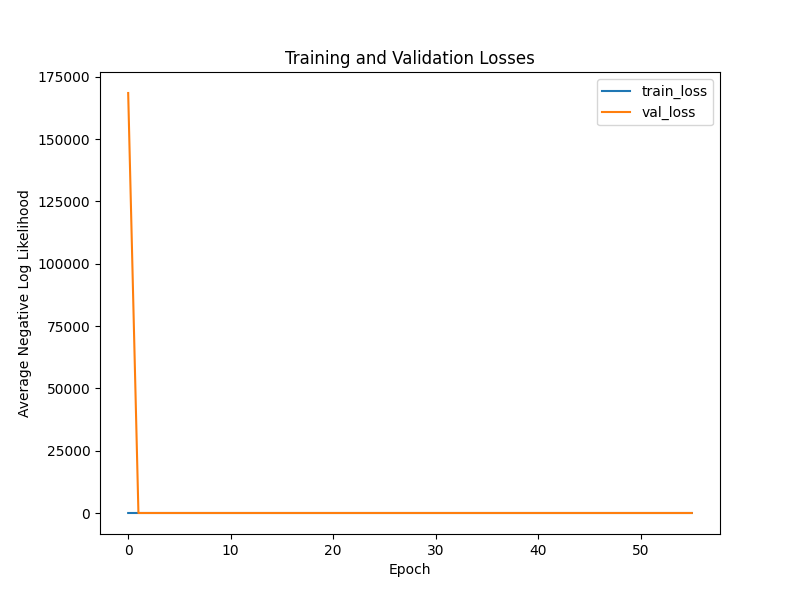 Training and Validation Losses
train_loss
val_loss
Average Negative Log Likelihood
175000
150000
125000
100000
75000
50000
25000
0
0 10 20 30 40 50
Epoch